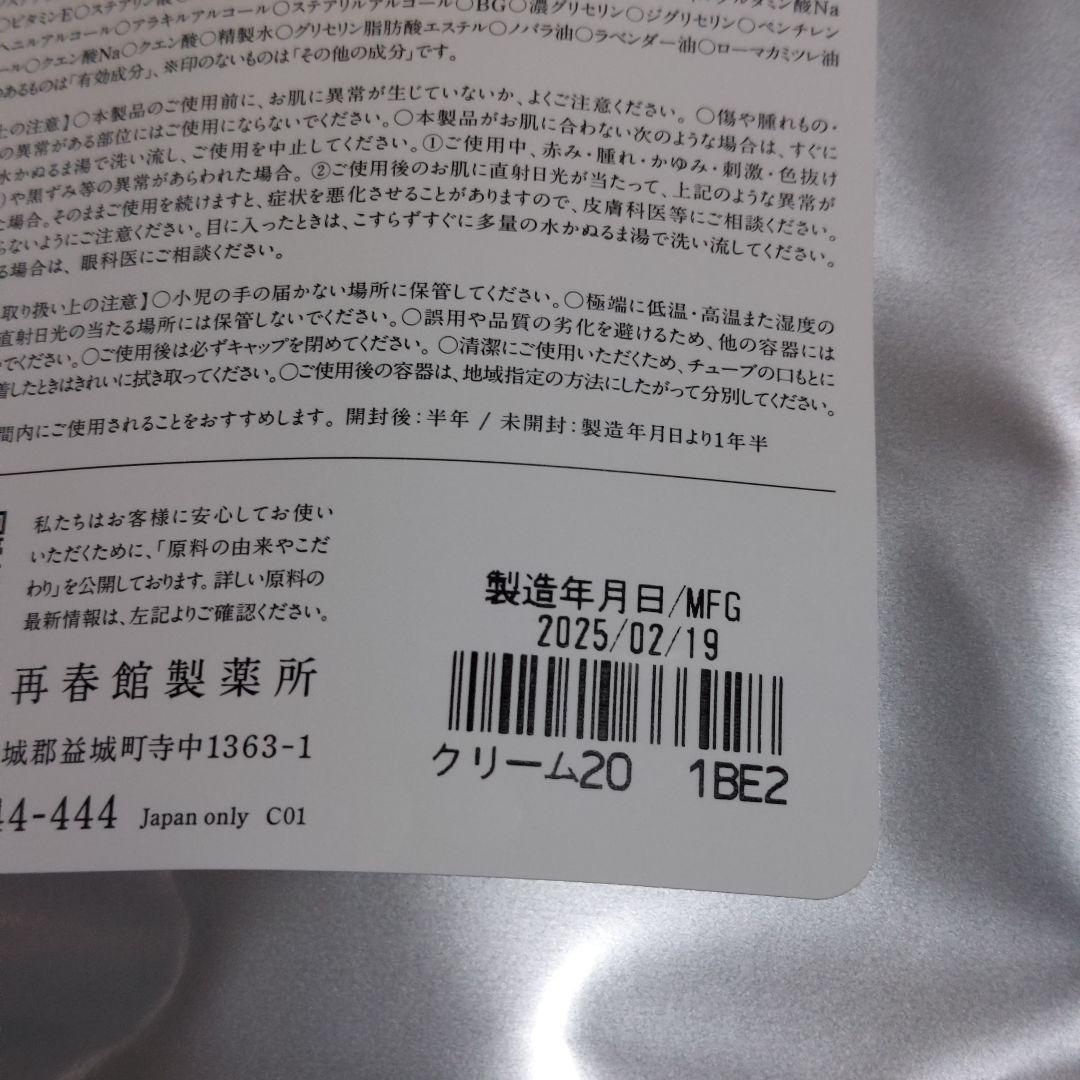 ルタミン酸Na
○ビタミンE○ステアリン酸○アラキルアルコール○ステアリルアルコール○BG○濃グリセリン○ジグリセリン○ペンチレン
ヘニルアルコール○クエン酸Na○クエン酸○精製水○グリセリン脂肪酸エステル○ノバラ油○ラベンダー油○ローマカミツレ油
のあるものは「有効成分」、※印のないものは「その他の成分」です。
上の注意】○本製品のご使用前に、お肌に異常が生じていないか、よくご注意ください。○傷や腫れもの・
の異常がある部位にはご使用にならないでください。○本製品がお肌に合わない次のような場合は、すぐに
水かぬるま湯で洗い流し、ご使用を中止してください。①ご使用中、赤み・腫れ・かゆみ・刺激・色抜け
)や黒ずみ等の異常があらわれた場合。②ご使用後のお肌に直射日光が当たって、上記のような異常が
た場合。そのままご使用を続けますと、症状を悪化させることがありますので、皮膚科医等にご相談ください。
らないようにご注意ください。目に入ったときは、こすらずすぐに多量の水かぬるま湯で洗い流してください。
る場合は、眼科医にご相談ください。
取り扱い上の注意】○小児の手の届かない場所に保管してください。○極端に低温・高温また湿度の
直射日光の当たる場所には保管しないでください。○誤用や品質の劣化を避けるため、他の容器には
でください。○ご使用後は必ずキャップを閉めてください。○清潔にご使用いただくため、チューブの口もとに
着したときはきれいに拭き取ってください。○ご使用後の容器は、地域指定の方法にしたがって分別してください。
間内にご使用されることをおすすめします。開封後:半年 / 未開封:製造年月日より1年半
私たちはお客様に安心してお使い
いただくために、「原料の由来やこだ
わり」を公開しております。詳しい原料の
最新情報は、左記よりご確認ください。
再春館製薬所
城郡益城町寺中1363-1
44-444 Japan only C01
製造年月日/MFG
2025/02/19
クリーム20 1BE2